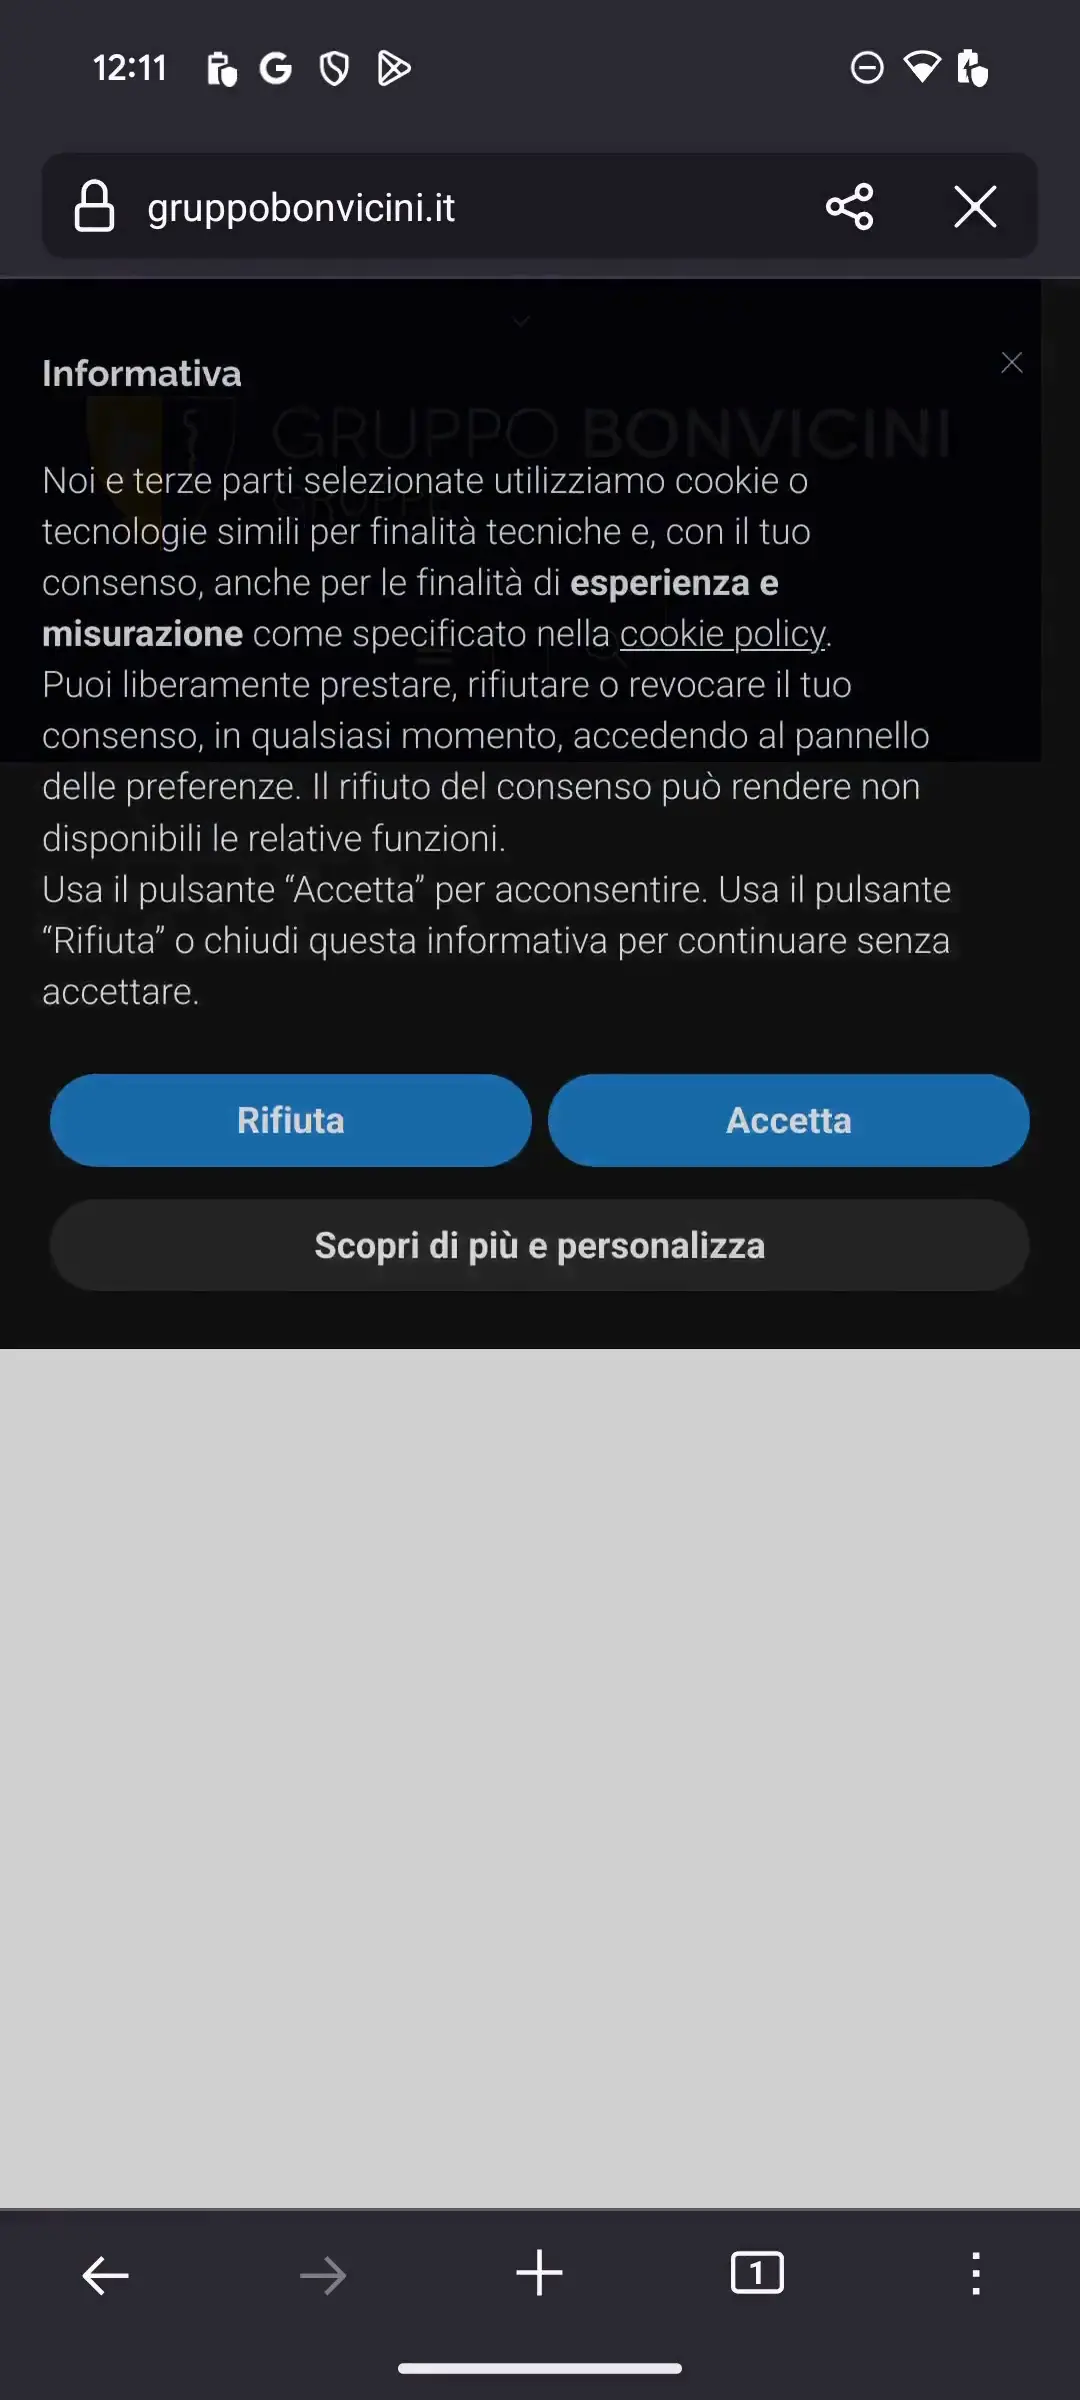 12:11
gruppobonvicini.it
Informativa
GRUPPO BONVICINI
GRUPPE
Noi e terze parti selezionate utilizziamo cookie o
tecnologie simili per finalità tecniche e, con il tuo
consenso, anche per le finalità di esperienza e
misurazione come specificato nella cookie policy.
Puoi liberamente prestare, rifiutare o revocare il tuo
consenso, in qualsiasi momento, accedendo al pannello
delle preferenze. Il rifiuto del consenso può rendere non
disponibili le relative funzioni.
Usa il pulsante “Accetta” per acconsentire. Usa il pulsante
“Rifiuta” o chiudi questa informativa per continuare senza
accettare.
Rifiuta
Accetta
Scopri di più e personalizza
1